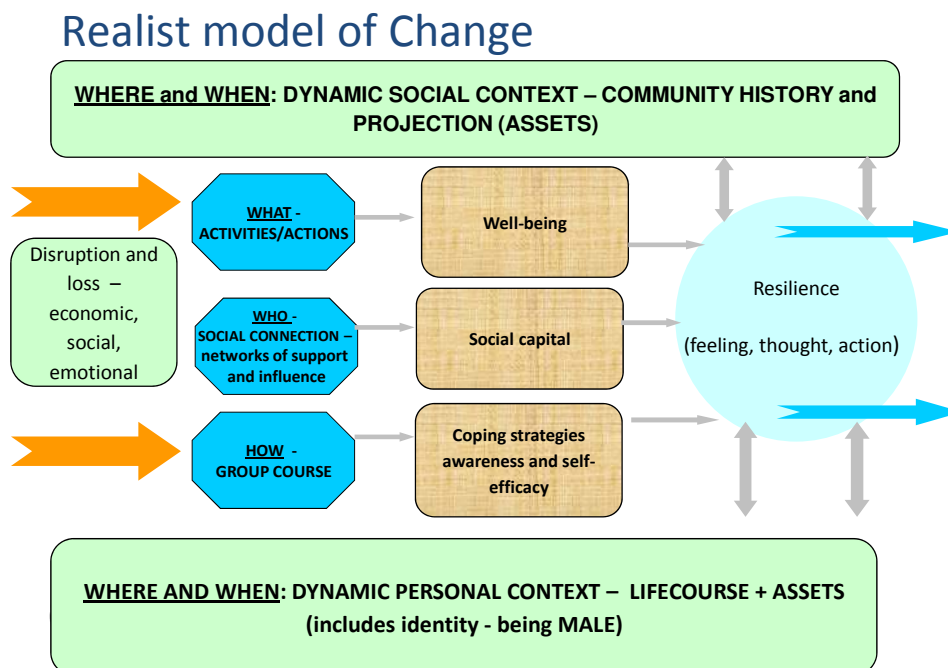 Realist model of Change
WHERE and WHEN: DYNAMIC SOCIAL CONTEXT – COMMUNITY HISTORY and
PROJECTION (ASSETS)
WHAT -
ACTIVITIES/ACTIONS
Well-being
Disruption and
loss –
economic,
social,
emotional
WHO -
SOCIAL CONNECTION –
networks of support
and influence
Social capital
Resilience
(feeling, thought, action)
HOW -
GROUP COURSE
Coping strategies
awareness and self-
efficacy
WHERE AND WHEN: DYNAMIC PERSONAL CONTEXT – LIFECOURSE + ASSETS
(includes identity - being MALE)